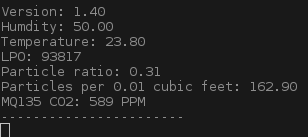 Version: 1.40
Humdity: 50.00
Temperature: 23.80
LPO: 93817
Particle ratio: 0.31
Particles per 0.01 cubic feet: 162.90
MQ135 CO2: 589 PPM
-----------------------